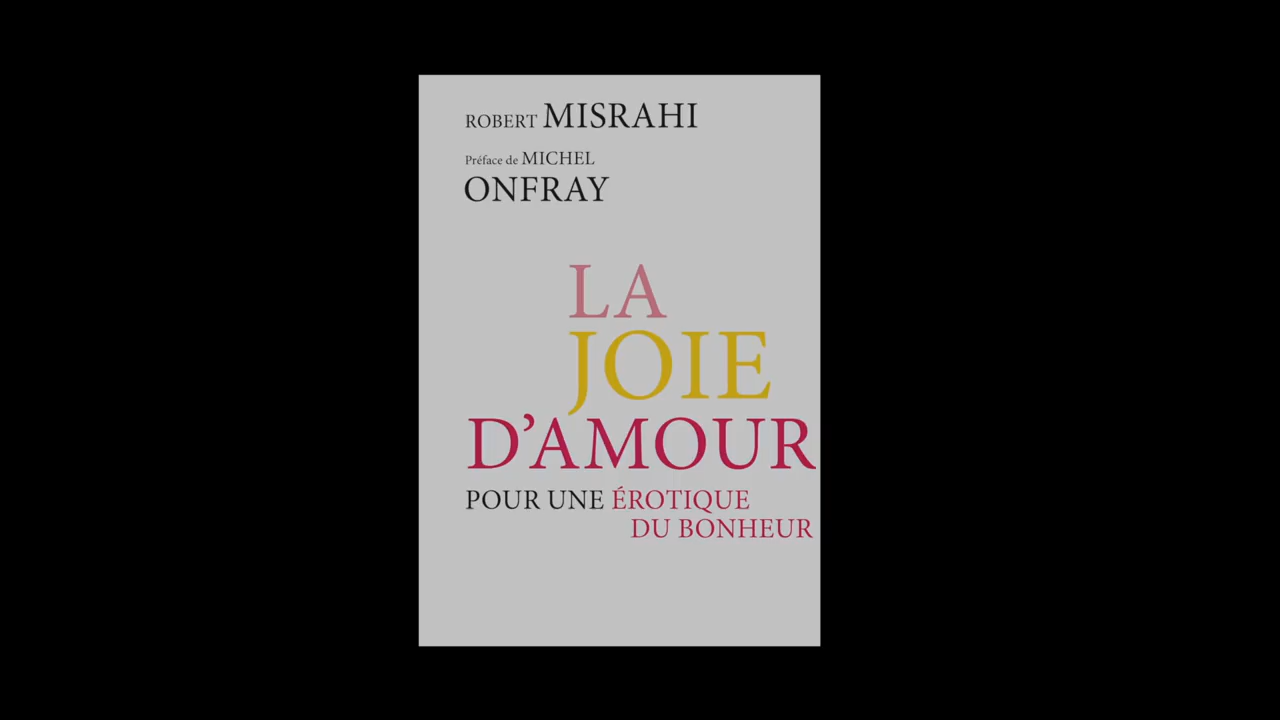 ROBERT MISRAHI
Préface de MICHEL
ONFRAY
LA
JOIE
D’AMOUR
POUR UNE ÉROTIQUE
DU BONHEUR